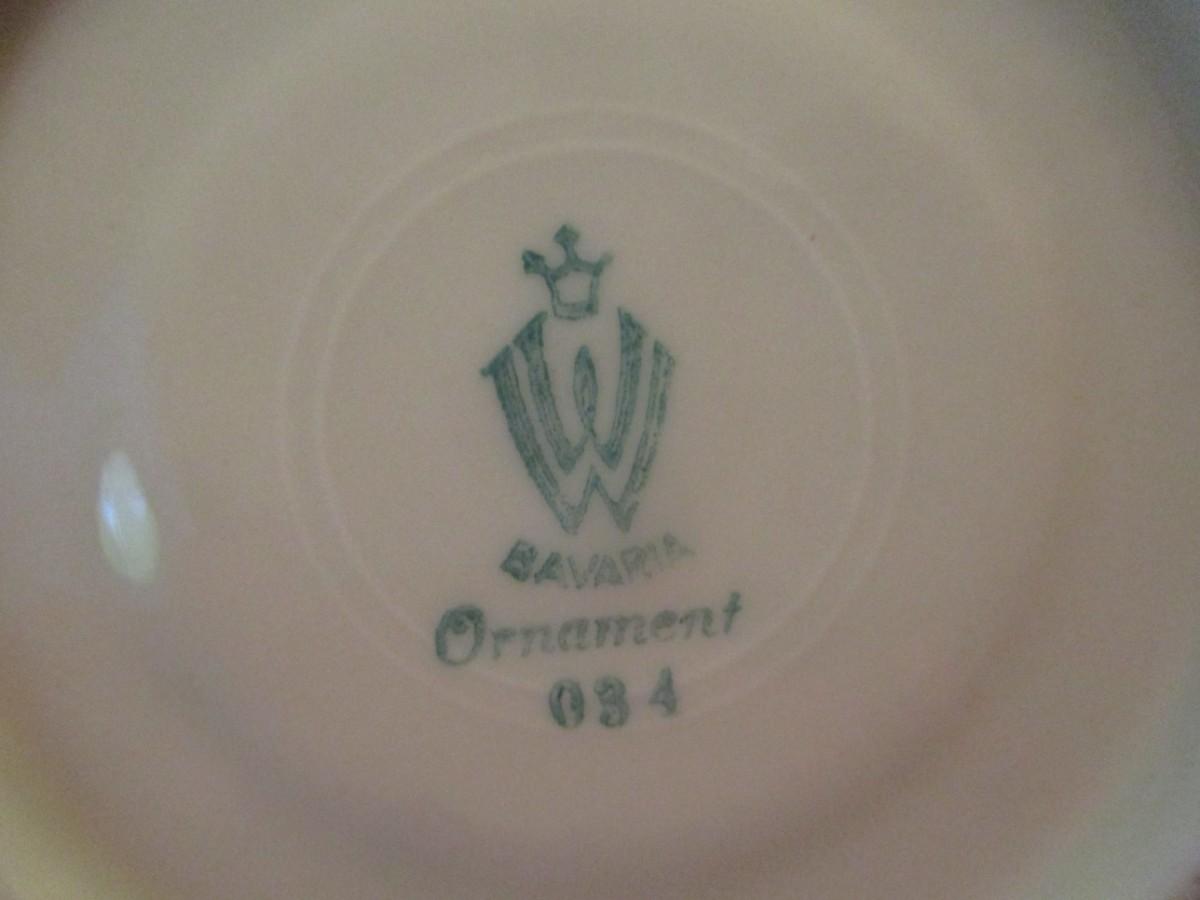 W
BAVARIA
Ornament
034